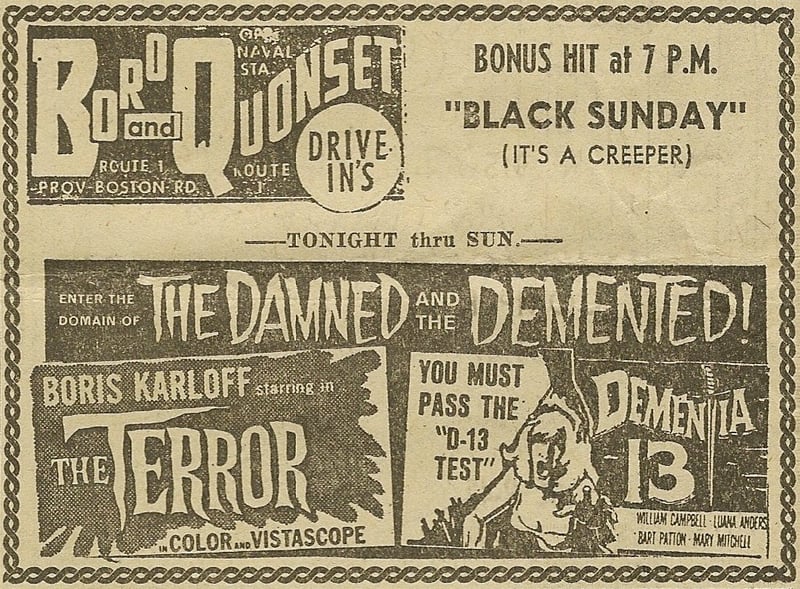 BORO and QUONSET
OPP.
NAVAL
STA.
DRIVE-
IN'S
ROUTE 1
PROV-BOSTON RD.
ROUTE
1
BONUS HIT at 7 P.M.
"BLACK SUNDAY"
(IT'S A CREEPER)
TONIGHT thru SUN.
ENTER THE
DOMAIN OF
THE DAMNED
AND
THE
DEMENTED!
BORIS KARLOFF starring in
THE TERROR
IN COLOR AND VISTASCOPE
YOU MUST
PASS THE
"D-13
TEST"
DEMENTIA
13
WILLIAM CAMPBELL · LUANA ANDERS
BART PATTON · MARY MITCHELL